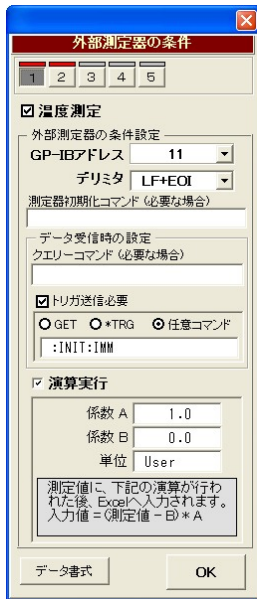 外部測定器の条件
1 2 3 4 5
温度測定
外部測定器の条件設定
GP-IBアドレス 11
デリミタ LF+EOI
測定器初期化コマンド (必要な場合)
データ受信時の設定
クエリーコマンド (必要な場合)
トリガ送信必要
GET *TRG 任意コマンド
:INIT:IMM
演算実行
係数 A 1.0
係数 B 0.0
単位 User
測定値に、下記の演算が行わ
れた後、Excelへ入力されます。
入力値=(測定値-B)*A
データ書式 OK